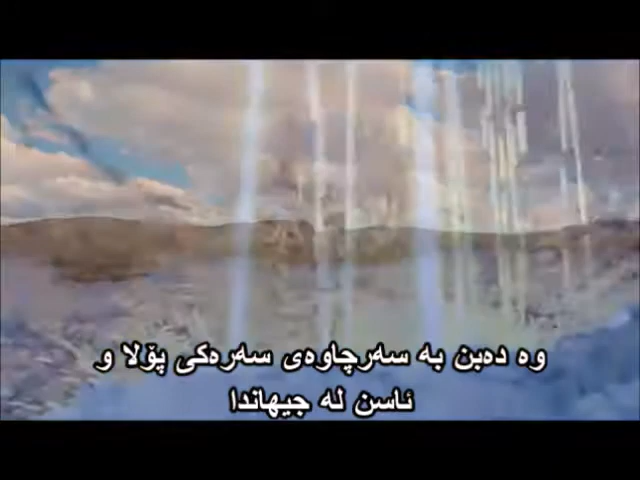 وە دەبن بە سەرچاوەی سەرەکی پۆلا و
ئاسن لە جیهاندا